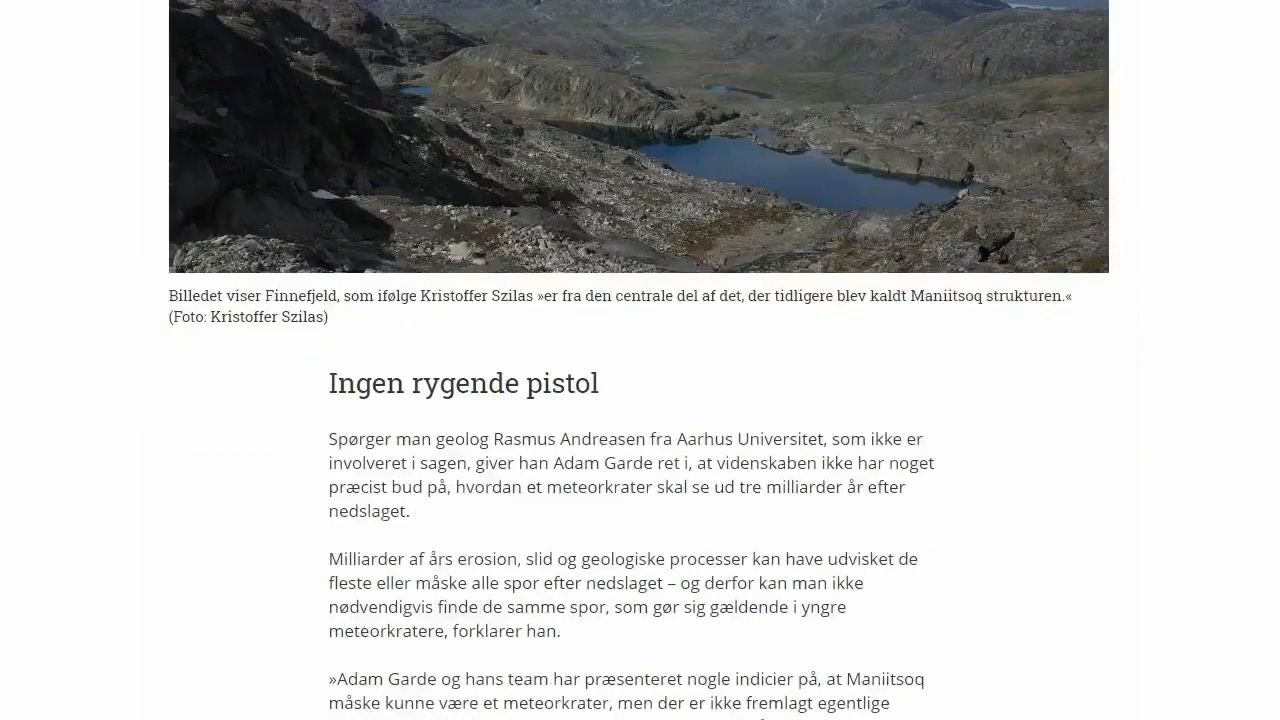 Billedet viser Finnefjeld, som ifølge Kristoffer Szilas »er fra den centrale del af det, der tidligere blev kaldt Maniitsoq strukturen.«
(Foto: Kristoffer Szilas)
Ingen rygende pistol
Spørger man geolog Rasmus Andreasen fra Aarhus Universitet, som ikke er
involveret i sagen, giver han Adam Garde ret i, at videnskaben ikke har noget
præcist bud på, hvordan et meteorkrater skal se ud tre milliarder år efter
nedslaget.
Milliarder af års erosion, slid og geologiske processer kan have udvisket de
fleste eller måske alle spor efter nedslaget – og derfor kan man ikke
nødvendigvis finde de samme spor, som gør sig gældende i yngre
meteorkratere, forklarer han.
»Adam Garde og hans team har præsenteret nogle indicier på, at Maniitsoq
måske kunne være et meteorkrater, men der er ikke fremlagt egentlige